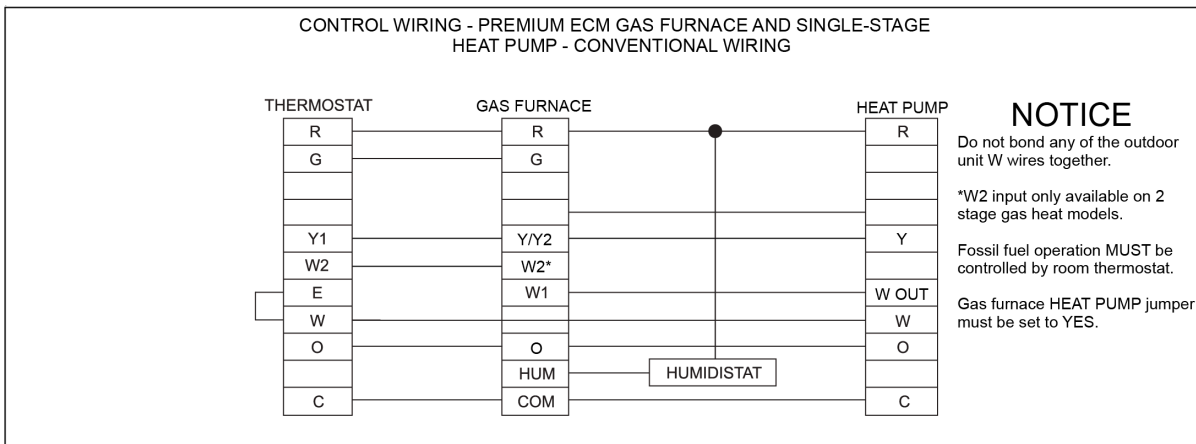 CONTROL WIRING - PREMIUM ECM GAS FURNACE AND SINGLE-STAGE
HEAT PUMP - CONVENTIONAL WIRING
THERMOSTAT
R
G
Y1
W2
E
W
O
C
GAS FURNACE
R
G
Y/Y2
W2*
W1
O
HUM
COM
HUMIDISTAT
HEAT PUMP
R
Y
W OUT
W
O
C
NOTICE
Do not bond any of the outdoor
unit W wires together.
*W2 input only available on 2
stage gas heat models.
Fossil fuel operation MUST be
controlled by room thermostat.
Gas furnace HEAT PUMP jumper
must be set to YES.